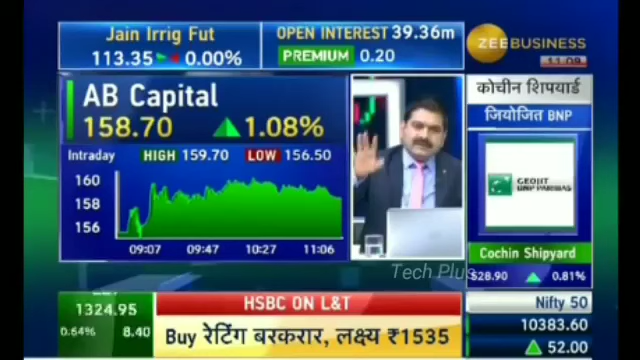 Jain Irrig Fut
113.35 0.00%
OPEN INTEREST 39.36m
PREMIUM 0.20
ZEEBUSINESS
11:09
AB Capital
158.70 1.08%
Intraday HIGH 159.70 LOW 156.50
160
158
156
09:07 09:47 10:27 11:06
कोचीन शिपयार्ड
जियोजित BNP
GEOJIT
BNP PARIBAS
Cochin Shipyard
528.90 0.81%
Tech Plus
1324.95
0.64% 8.40
HSBC ON L&T
Buy रेटिंग बरकरार, लक्ष्य ₹1535
Nifty 50
10383.60
52.00